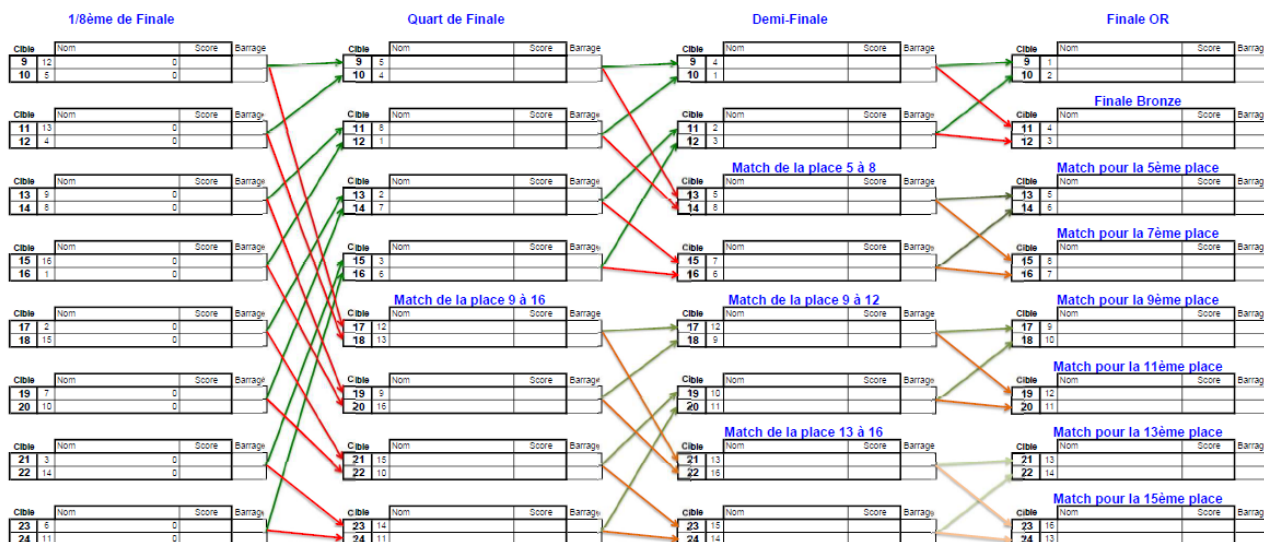 1/8ème de Finale Quart de Finale Demi-Finale Finale OR
Cible Nom Score Barrage Cible Nom Score Barrage Cible Nom Score Barrage Cible Nom Score Barrag
9 12 0 9 5 9 4 9 1
10 5 0 10 4 10 1 10 2
Finale Bronze
Cible Nom Score Barrage Cible Nom Score Barrage Cible Nom Score Barrage Cible Nom Score Barrag
11 13 0 11 8 11 2 11 4
12 4 0 12 1 12 3 12 3
Match de la place 5 à 8 Match pour la 5ème place
Cible Nom Score Barrage Cible Nom Score Barrage Cible Nom Score Barrage Cible Nom Score Barrag
13 9 0 13 2 13 5 13 5
14 8 0 14 7 14 8 14 6
Match pour la 7ème place
Cible Nom Score Barrage Cible Nom Score Barrage Cible Nom Score Barrage Cible Nom Score Barrag
15 16 0 15 3 15 7 15 8
16 1 0 16 6 16 6 16 7
Match de la place 9 à 16 Match de la place 9 à 12 Match pour la 9ème place
Cible Nom Score Barrage Cible Nom Score Barrage Cible Nom Score Barrage Cible Nom Score Barrag
17 2 0 17 12 17 12 17 9
18 15 0 18 13 18 9 18 10
Match pour la 11ème place
Cible Nom Score Barrage Cible Nom Score Barrage Cible Nom Score Barrage Cible Nom Score Barrag
19 7 0 19 9 19 10 19 12
20 10 0 20 16 20 11 20 11
Match de la place 13 à 16 Match pour la 13ème place
Cible Nom Score Barrage Cible Nom Score Barrage Cible Nom Score Barrage Cible Nom Score Barrag
21 3 0 21 15 21 13 21 13
22 14 0 22 10 22 16 22 14
Match pour la 15ème place
Cible Nom Score Barrage Cible Nom Score Barrage Cible Nom Score Barrage Cible Nom Score Barrag
23 6 0 23 14 23 15 23 16
24 11 0 24 11 24 14 24 13